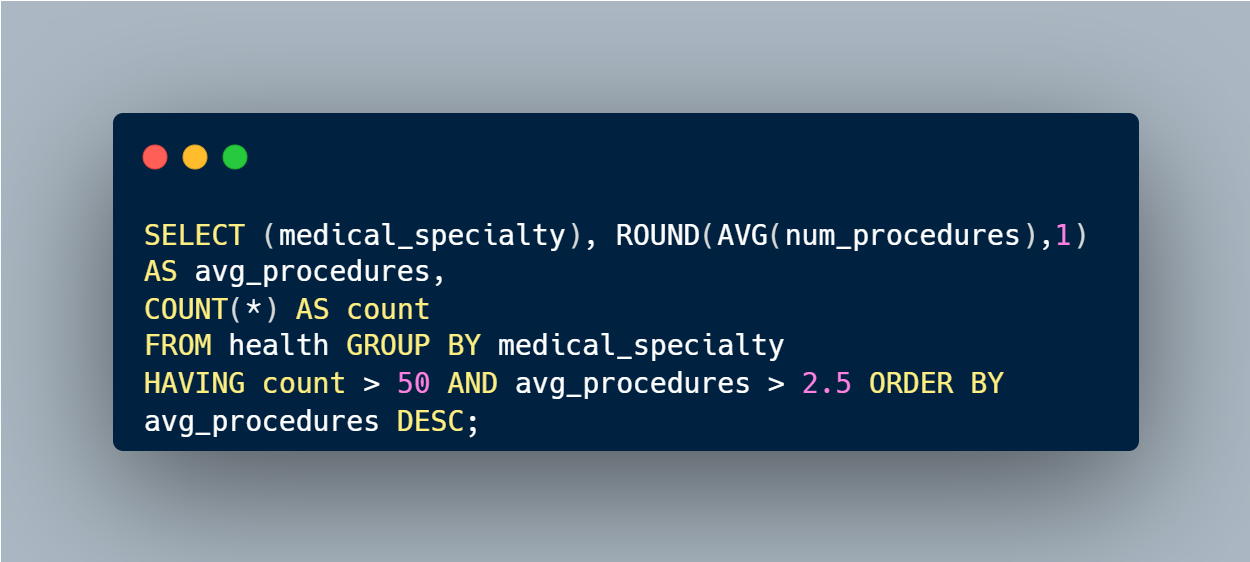 SELECT (medical_specialty), ROUND(AVG(num_procedures),1)
AS avg_procedures,
COUNT(*) AS count
FROM health GROUP BY medical_specialty
HAVING count > 50 AND avg_procedures > 2.5 ORDER BY
avg_procedures DESC;